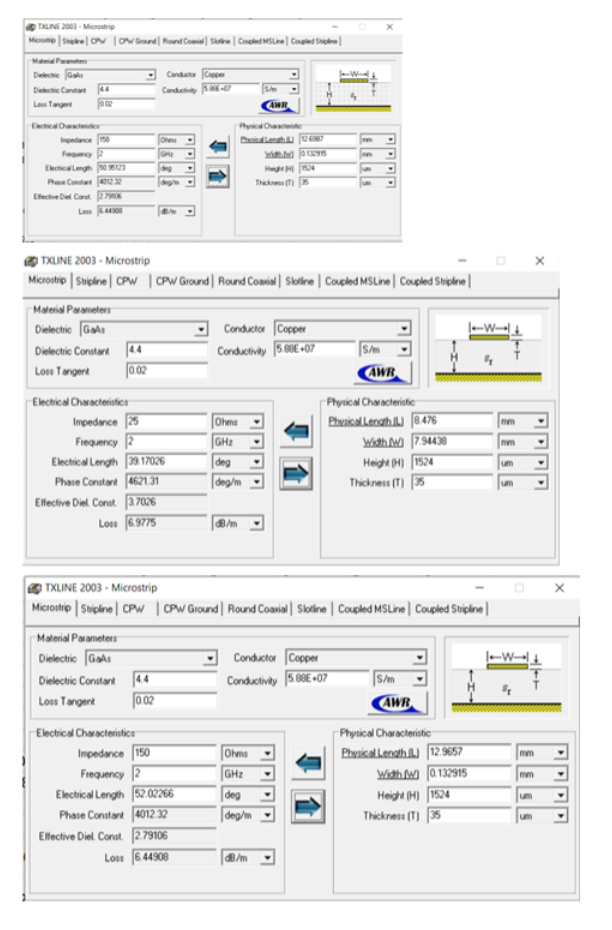 TXLINE 2003 - Microstrip
Microstrip | Stripline | CPW | CPW Ground | Round Coaxial | Slotline | Coupled MSLine | Coupled Stripline
Material Parameters
Dielectric GaAs Conductor Copper
Dielectric Constant 4.4 Conductivity 5.88E+07 S/m
Loss Tangent 0.02 AWR
W T H εr
Electrical Characteristics Physical Characteristic
Impedance 150 Ohms Physical Length (L) 12.6987 mm
Frequency 2 GHz Width (W) 0.132915 mm
Electrical Length 50.95123 deg Height (H) 1524 um
Phase Constant 4012.32 deg/m Thickness (T) 35 um
Effective Diel. Const. 2.79106
Loss 6.44908 dB/m
TXLINE 2003 - Microstrip
Microstrip | Stripline | CPW | CPW Ground | Round Coaxial | Slotline | Coupled MSLine | Coupled Stripline
Material Parameters
Dielectric GaAs Conductor Copper
Dielectric Constant 4.4 Conductivity 5.88E+07 S/m
Loss Tangent 0.02 AWR
W T H εr
Electrical Characteristics Physical Characteristic
Impedance 25 Ohms Physical Length (L) 8.476 mm
Frequency 2 GHz Width (W) 7.94438 mm
Electrical Length 39.17026 deg Height (H) 1524 um
Phase Constant 4621.31 deg/m Thickness (T) 35 um
Effective Diel. Const. 3.7026
Loss 6.9775 dB/m
TXLINE 2003 - Microstrip
Microstrip | Stripline | CPW | CPW Ground | Round Coaxial | Slotline | Coupled MSLine | Coupled Stripline
Material Parameters
Dielectric GaAs Conductor Copper
Dielectric Constant 4.4 Conductivity 5.88E+07 S/m
Loss Tangent 0.02 AWR
W T H εr
Electrical Characteristics Physical Characteristic
Impedance 150 Ohms Physical Length (L) 12.9657 mm
Frequency 2 GHz Width (W) 0.132915 mm
Electrical Length 52.02266 deg Height (H) 1524 um
Phase Constant 4012.32 deg/m Thickness (T) 35 um
Effective Diel. Const. 2.79106
Loss 6.44908 dB/m